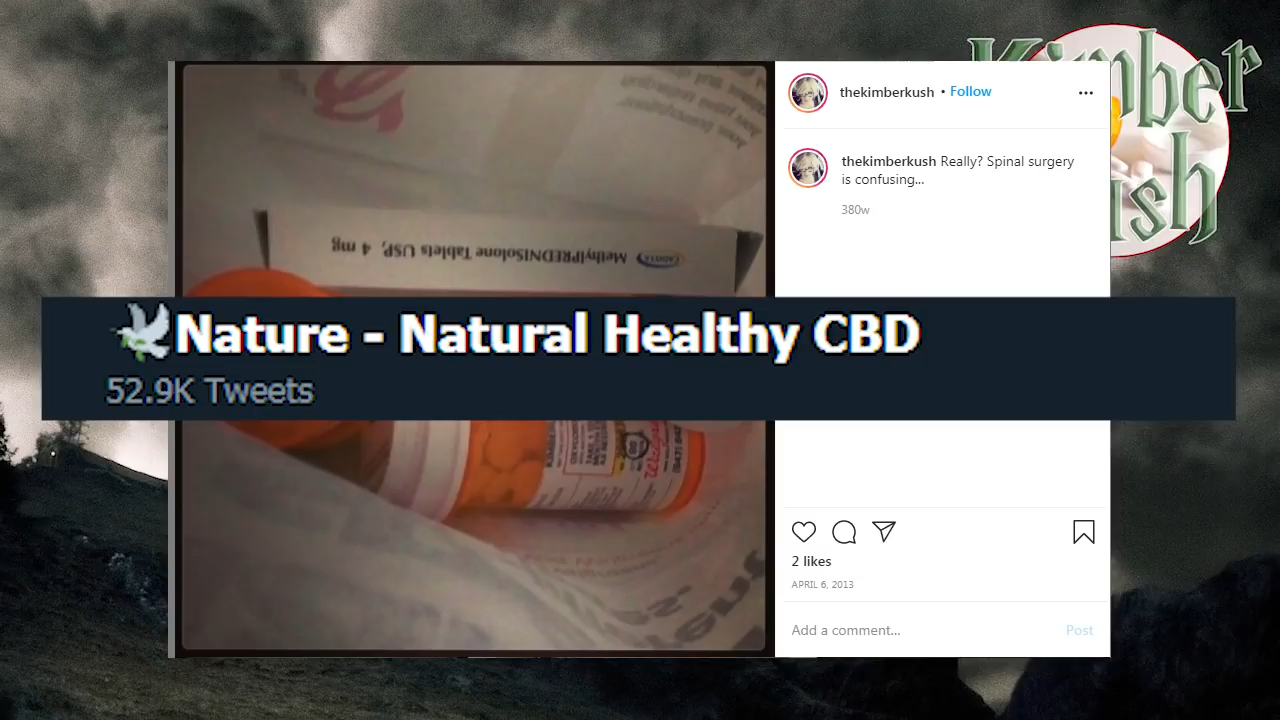 Kimber
thekimberkush • Follow
thekimberkush Really? Spinal surgery
is confusing...
380w
MethylPREDNISolone Tablets USP, 4 mg
🕊Nature - Natural Healthy CBD
52.9K Tweets
Walgreens
2 likes
APRIL 6, 2013
Add a comment... Post